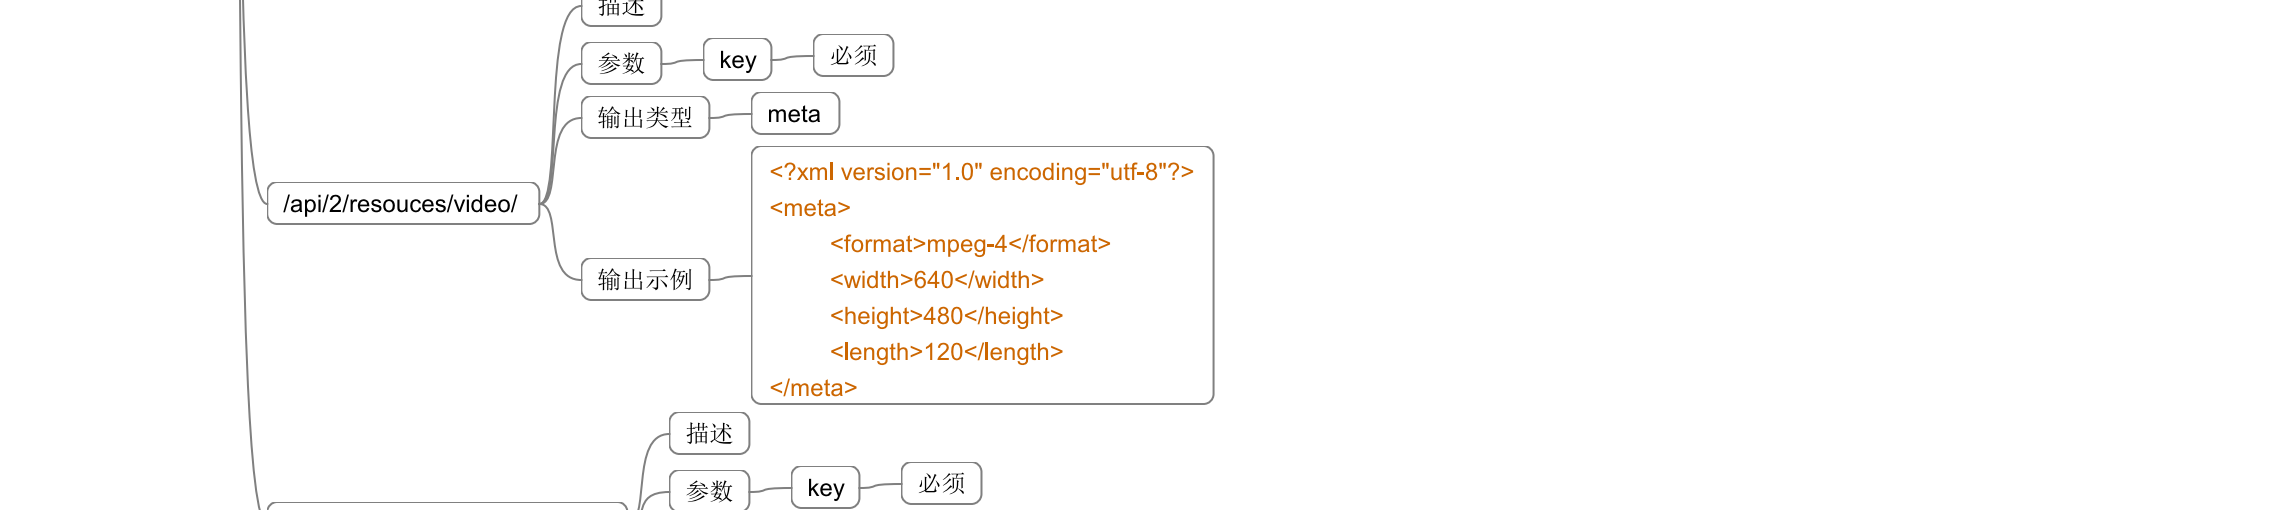 描述
参数
key
必须
输出类型
meta
/api/2/resouces/video/
输出示例
<?xml version="1.0" encoding="utf-8"?>
<meta>
<format>mpeg-4</format>
<width>640</width>
<height>480</height>
<length>120</length>
</meta>
描述
参数
key
必须